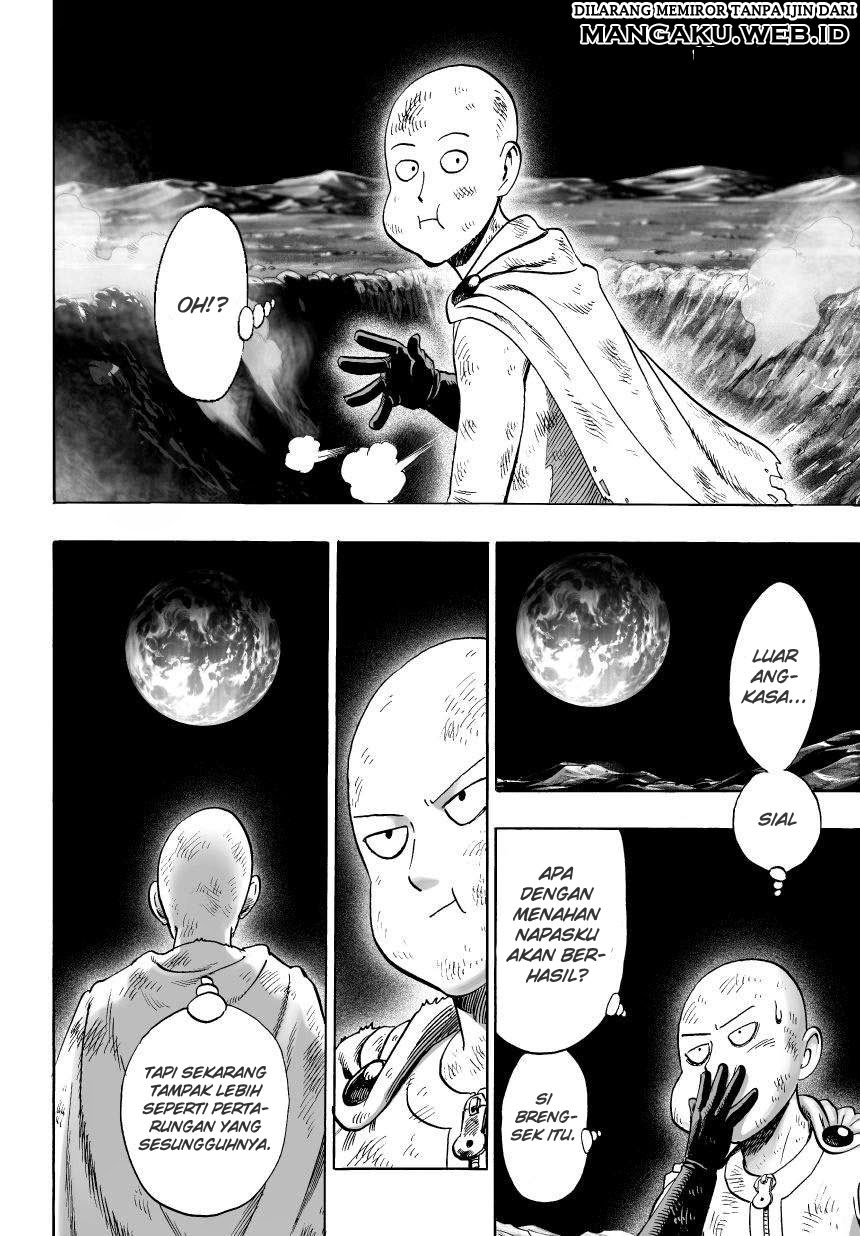 DILARANG MEMIROR TANPA IJIN DARI
MANGAKU.WEB.ID
OH!?
LUAR
ANG-
KASA...
SIAL
APA
DENGAN
MENAHAN
NAPASKU
AKAN BER-
HASIL?
SI
BRENG-
SEK ITU.
TAPI SEKARANG
TAMPAK LEBIH
SEPERTI PERTA-
RUNGAN YANG
SESUNGGUHNYA.